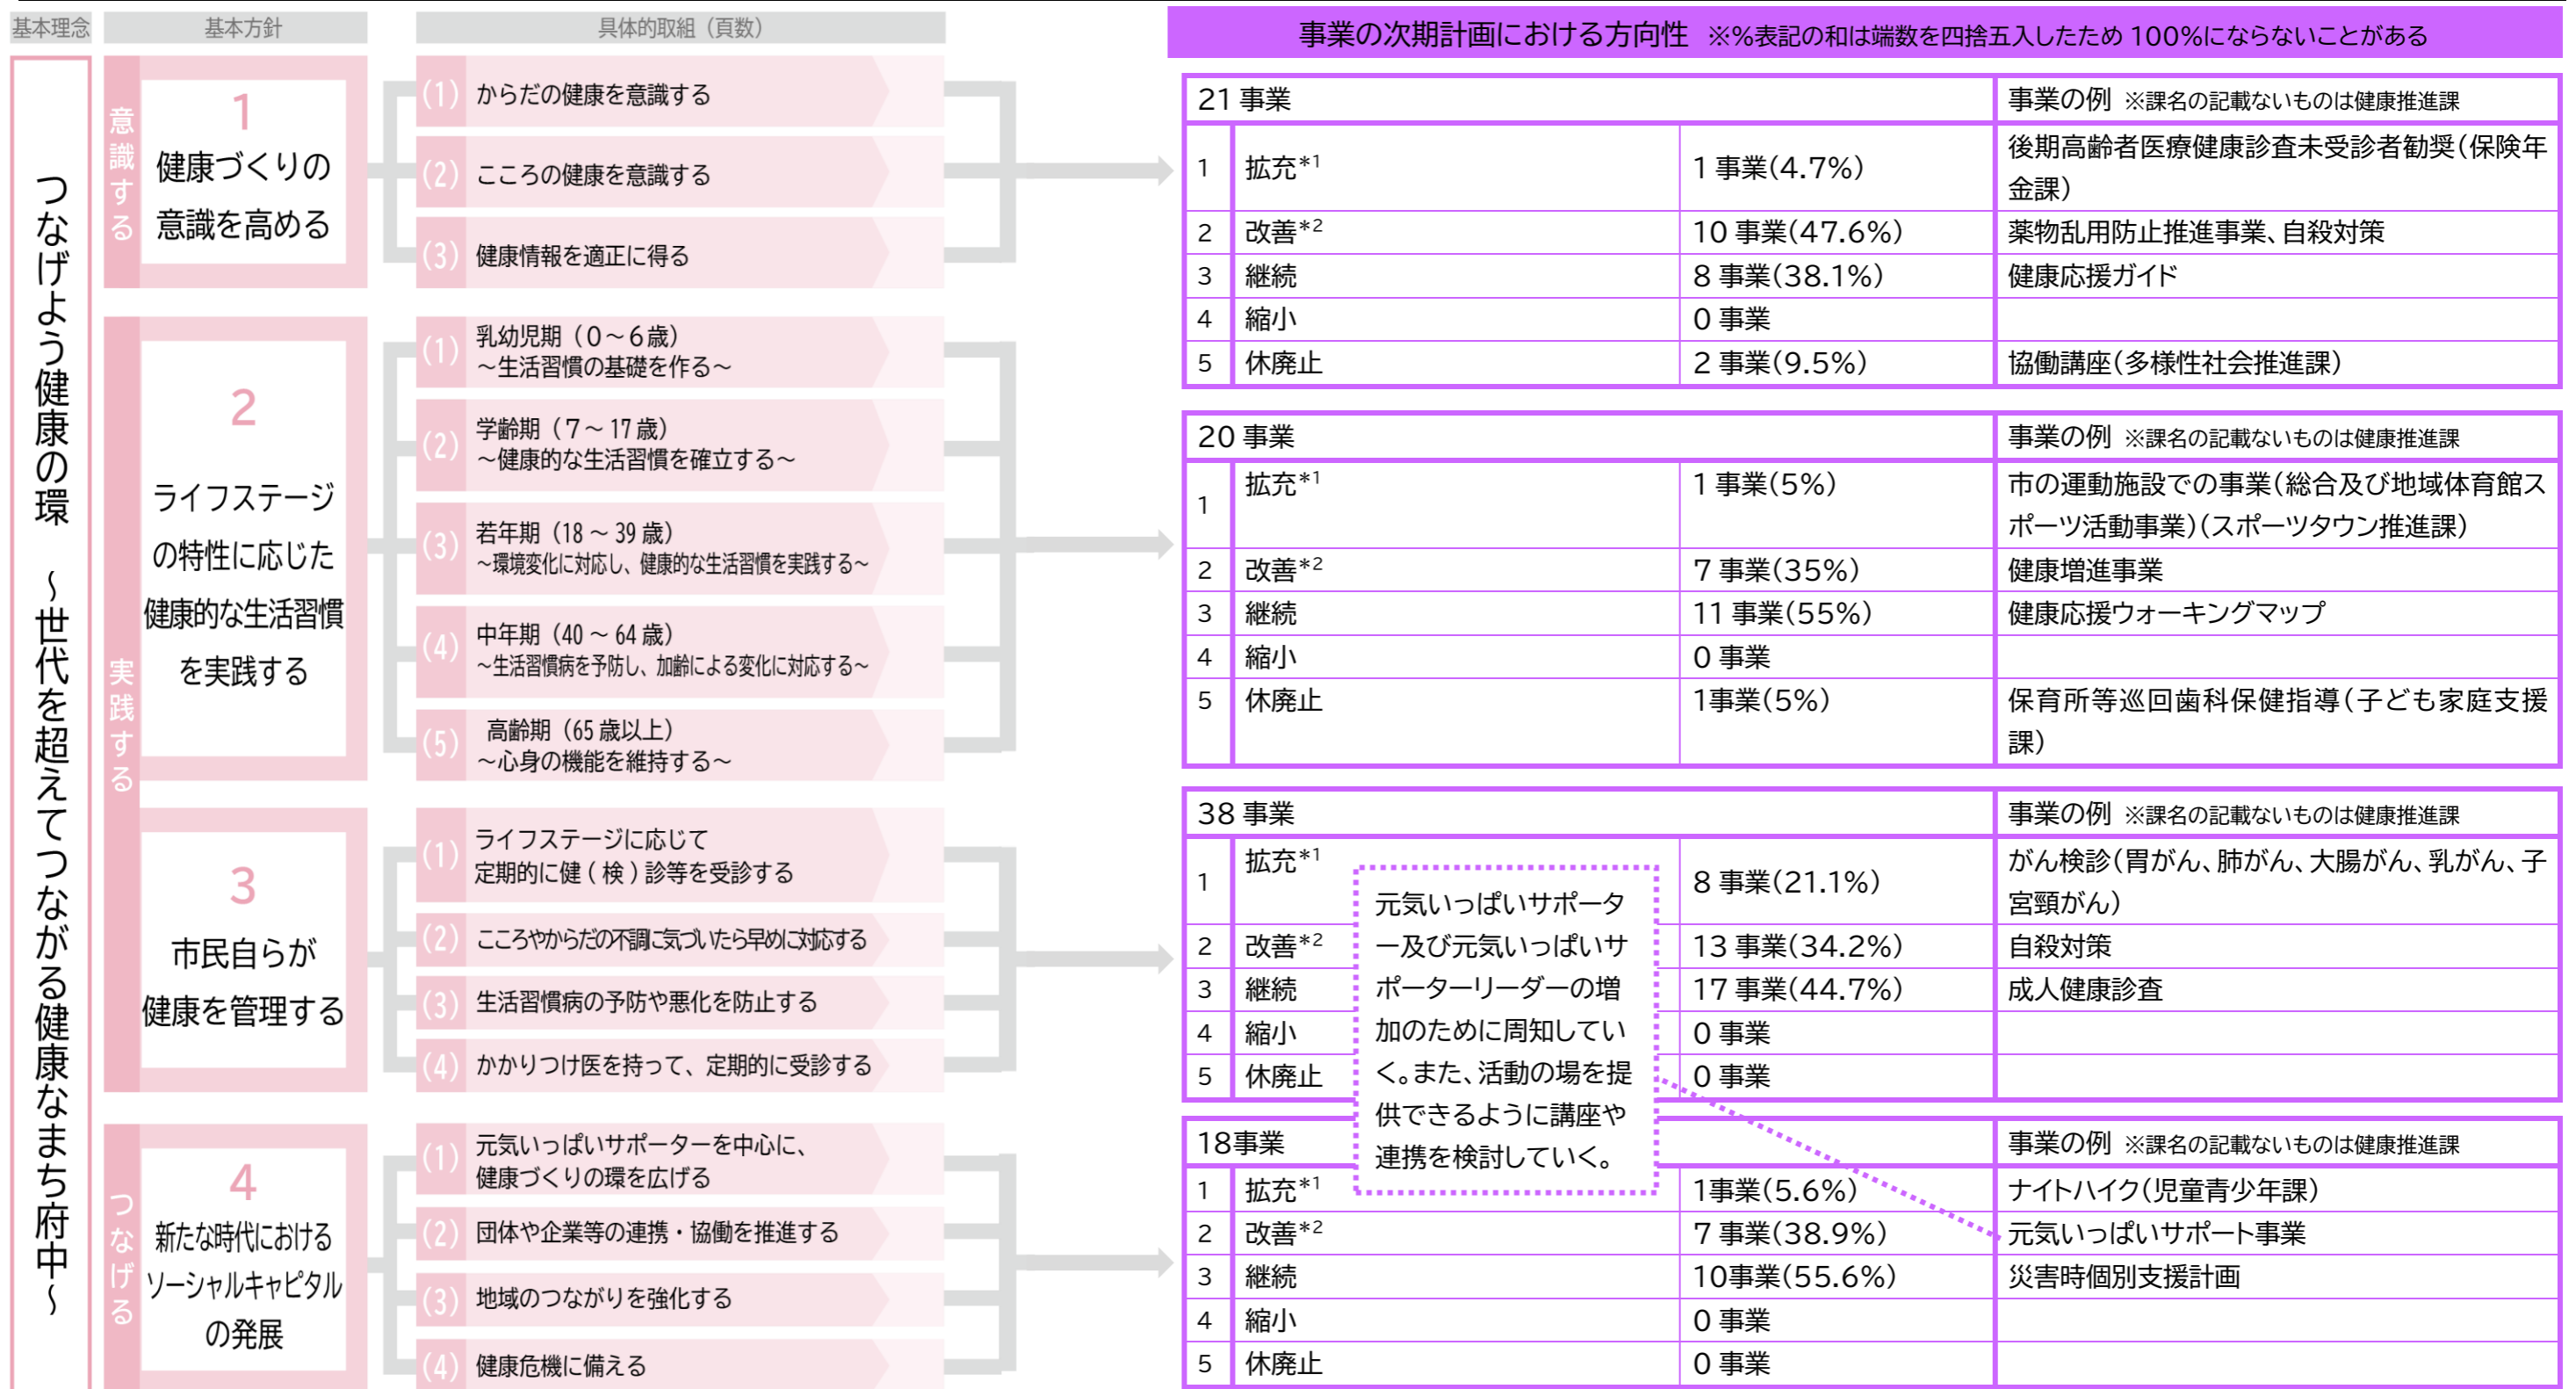 基本理念
基本方針
具体的取組（頁数）
事業の次期計画における方向性 ※％表記の和は端数を四捨五入したため 100％にならないことがある
つなげよう健康の環 ～世代を超えてつながる健康なまち府中～
意識する
1
健康づくりの
意識を高める
(1) からだの健康を意識する
(2) こころの健康を意識する
(3) 健康情報を適正に得る
21 事業 事業の例 ※課名の記載ないものは健康推進課
1 拡充*1 1 事業(4.7%) 後期高齢者医療健康診査未受診者勧奨(保険年
金課)
2 改善*2 10 事業(47.6%) 薬物乱用防止推進事業、自殺対策
3 継続 8 事業(38.1%) 健康応援ガイド
4 縮小 0 事業
5 休廃止 2 事業(9.5%) 協働講座(多様性社会推進課)
実践する
2
ライフステージ
の特性に応じた
健康的な生活習慣
を実践する
(1) 乳幼児期（０～６歳）
～生活習慣の基礎を作る～
(2) 学齢期（７～ 17 歳）
～健康的な生活習慣を確立する～
(3) 若年期（18 ～ 39 歳）
～環境変化に対応し、健康的な生活習慣を実践する～
(4) 中年期（40 ～ 64 歳）
～生活習慣病を予防し、加齢による変化に対応する～
(5) 高齢期（65 歳以上）
～心身の機能を維持する～
20 事業 事業の例 ※課名の記載ないものは健康推進課
1 拡充*1 1 事業(5%) 市の運動施設での事業(総合及び地域体育館ス
ポーツ活動事業)(スポーツタウン推進課)
2 改善*2 7 事業(35%) 健康増進事業
3 継続 11 事業(55%) 健康応援ウォーキングマップ
4 縮小 0 事業
5 休廃止 1事業(5%) 保育所等巡回歯科保健指導(子ども家庭支援
課)
3
市民自らが
健康を管理する
(1) ライフステージに応じて
定期的に健 ( 検 ) 診等を受診する
(2) こころやからだの不調に気づいたら早めに対応する
(3) 生活習慣病の予防や悪化を防止する
(4) かかりつけ医を持って、定期的に受診する
38 事業 事業の例 ※課名の記載ないものは健康推進課
1 拡充*1 8 事業(21.1%) がん検診(胃がん、肺がん、大腸がん、乳がん、子
宮頸がん)
2 改善*2 13 事業(34.2%) 自殺対策
3 継続 17 事業(44.7%) 成人健康診査
4 縮小 0 事業
5 休廃止 0 事業
元気いっぱいサポータ
ー及び元気いっぱいサ
ポーターリーダーの増
加のために周知してい
く。また、活動の場を提
供できるように講座や
連携を検討していく。
つなげる
4
新たな時代における
ソーシャルキャピタル
の発展
(1) 元気いっぱいサポーターを中心に、
健康づくりの環を広げる
(2) 団体や企業等の連携・協働を推進する
(3) 地域のつながりを強化する
(4) 健康危機に備える
18事業 事業の例 ※課名の記載ないものは健康推進課
1 拡充*1 1事業(5.6%) ナイトハイク(児童青少年課)
2 改善*2 7 事業(38.9%) 元気いっぱいサポート事業
3 継続 10事業(55.6%) 災害時個別支援計画
4 縮小 0 事業
5 休廃止 0 事業